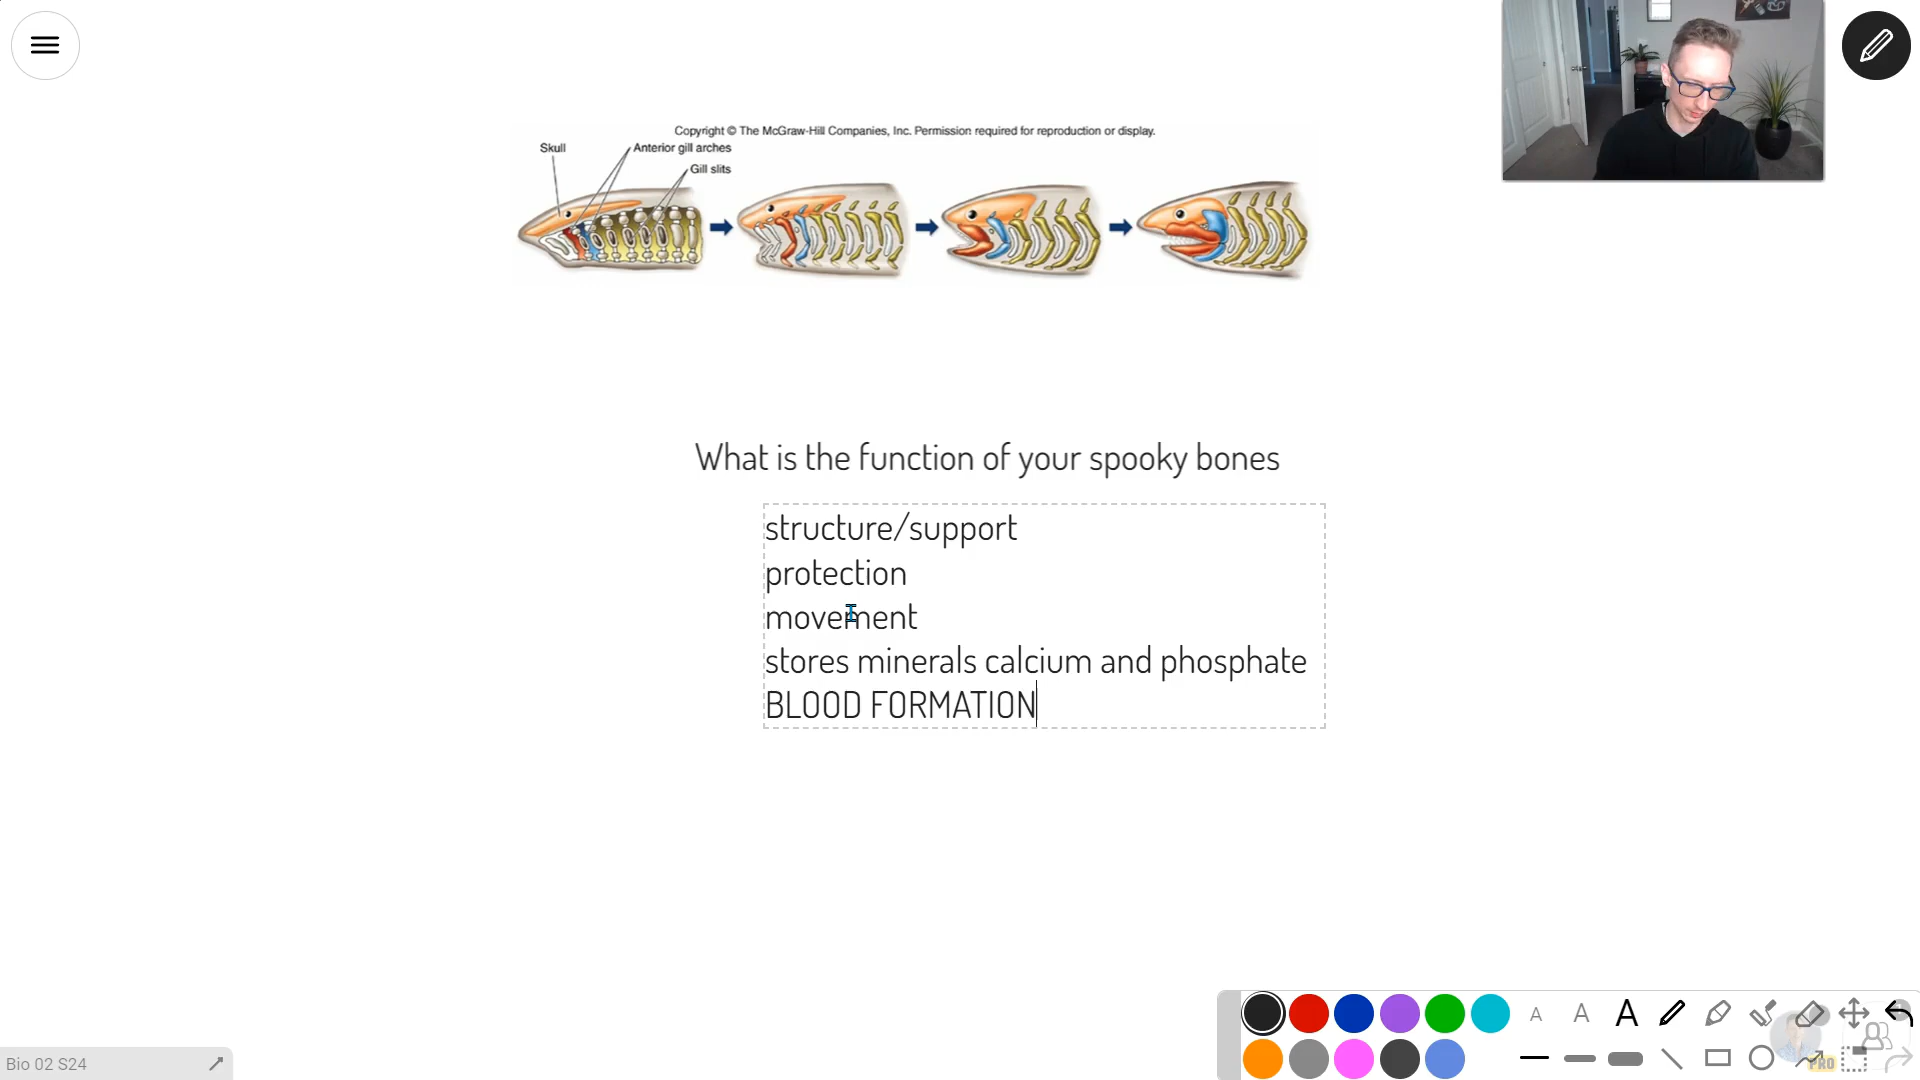 Copyright © The McGraw-Hill Companies, Inc. Permission required for reproduction or display.
Skull
Anterior gill arches
Gill slits
What is the function of your spooky bones
structure/support
protection
movement
stores minerals calcium and phosphate
BLOOD FORMATION
A A A
PRO
Bio 02 S24